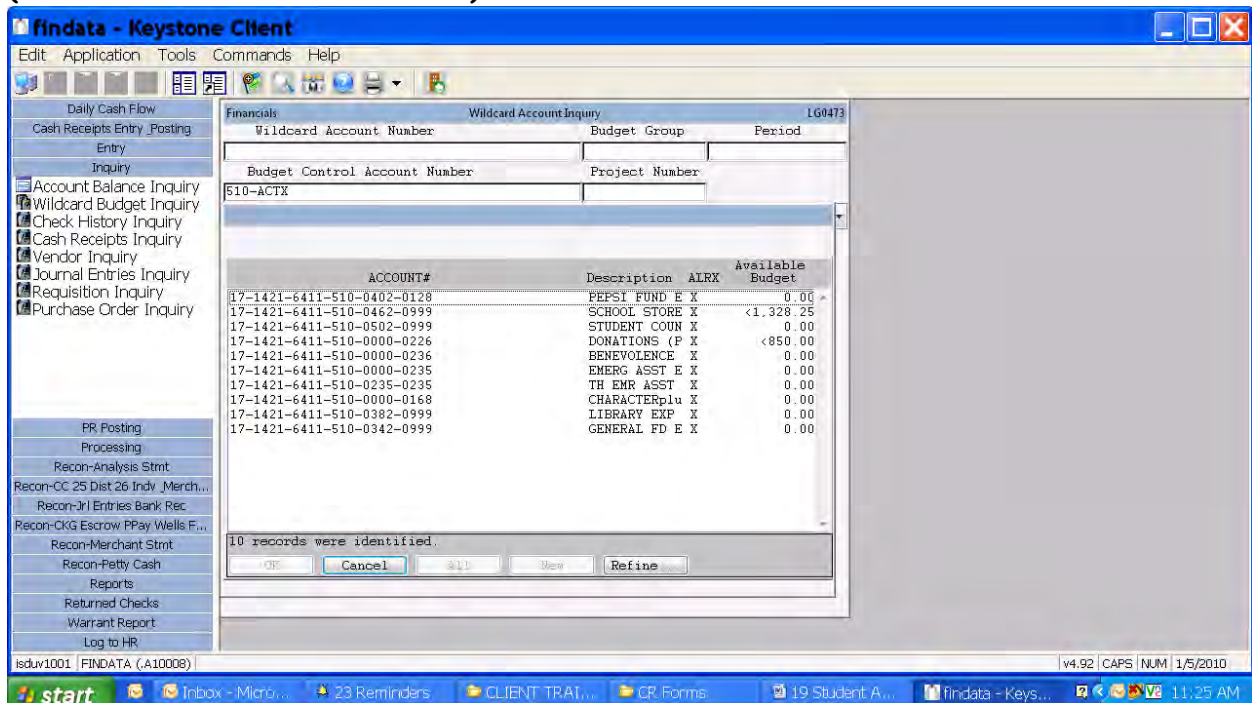 findata - Keystone Client
Edit Application Tools Commands Help
Daily Cash Flow
Cash Receipts Entry_Posting
Entry
Inquiry
Account Balance Inquiry
Wildcard Budget Inquiry
Check History Inquiry
Cash Receipts Inquiry
Vendor Inquiry
Journal Entries Inquiry
Requisition Inquiry
Purchase Order Inquiry
PR Posting
Processing
Recon-Analysis Stmt
Recon-CC 25 Dist 26 Indv_Merch...
Recon-Jrl Entries Bank Rec
Recon-CKG Escrow PPay Wells F...
Recon-Merchant Stmt
Recon-Petty Cash
Reports
Returned Checks
Warrant Report
Log to HR
Financials Wildcard Account Inquiry LG0473
Wildcard Account Number Budget Group Period
Budget Control Account Number Project Number
510-ACTX
ACCOUNT# Description ALRX Available Budget
17-1421-6411-510-0402-0128 PEPSI FUND E X 0.00
17-1421-6411-510-0462-0999 SCHOOL STORE X <1,328.25
17-1421-6411-510-0502-0999 STUDENT COUN X 0.00
17-1421-6411-510-0000-0226 DONATIONS (P X <850.00
17-1421-6411-510-0000-0236 BENEVOLENCE X 0.00
17-1421-6411-510-0000-0235 EMERG ASST E X 0.00
17-1421-6411-510-0235-0235 TH EMR ASST X 0.00
17-1421-6411-510-0000-0168 CHARACTERplu X 0.00
17-1421-6411-510-0382-0999 LIBRARY EXP X 0.00
17-1421-6411-510-0342-0999 GENERAL FD E X 0.00
10 records were identified.
OK Cancel All New Refine...
isduv1001 FINDATA (.A10008) v4.92 CAPS NUM 1/5/2010
start Inbox - Micro... 23 Reminders CLIENT TRAI... CR Forms 19 Student A... findata - Keys... 11:25 AM